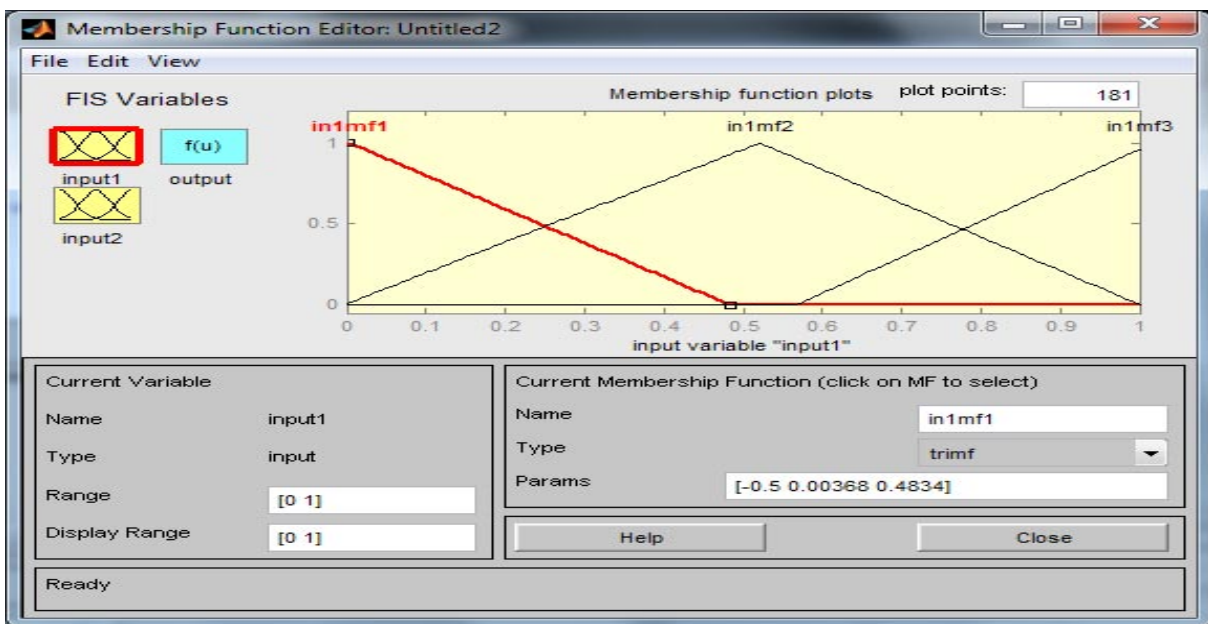 Membership Function Editor: Untitled2
File Edit View
FIS Variables
Membership function plots plot points: 181
f(u)
input1 output
input2
in1mf1 in1mf2 in1mf3
1
0.5
0
0 0.1 0.2 0.3 0.4 0.5 0.6 0.7 0.8 0.9 1
input variable "input1"
Current Variable
Name input1
Type input
Range [0 1]
Display Range [0 1]
Current Membership Function (click on MF to select)
Name in1mf1
Type trimf
Params [-0.5 0.00368 0.4834]
Help Close
Ready